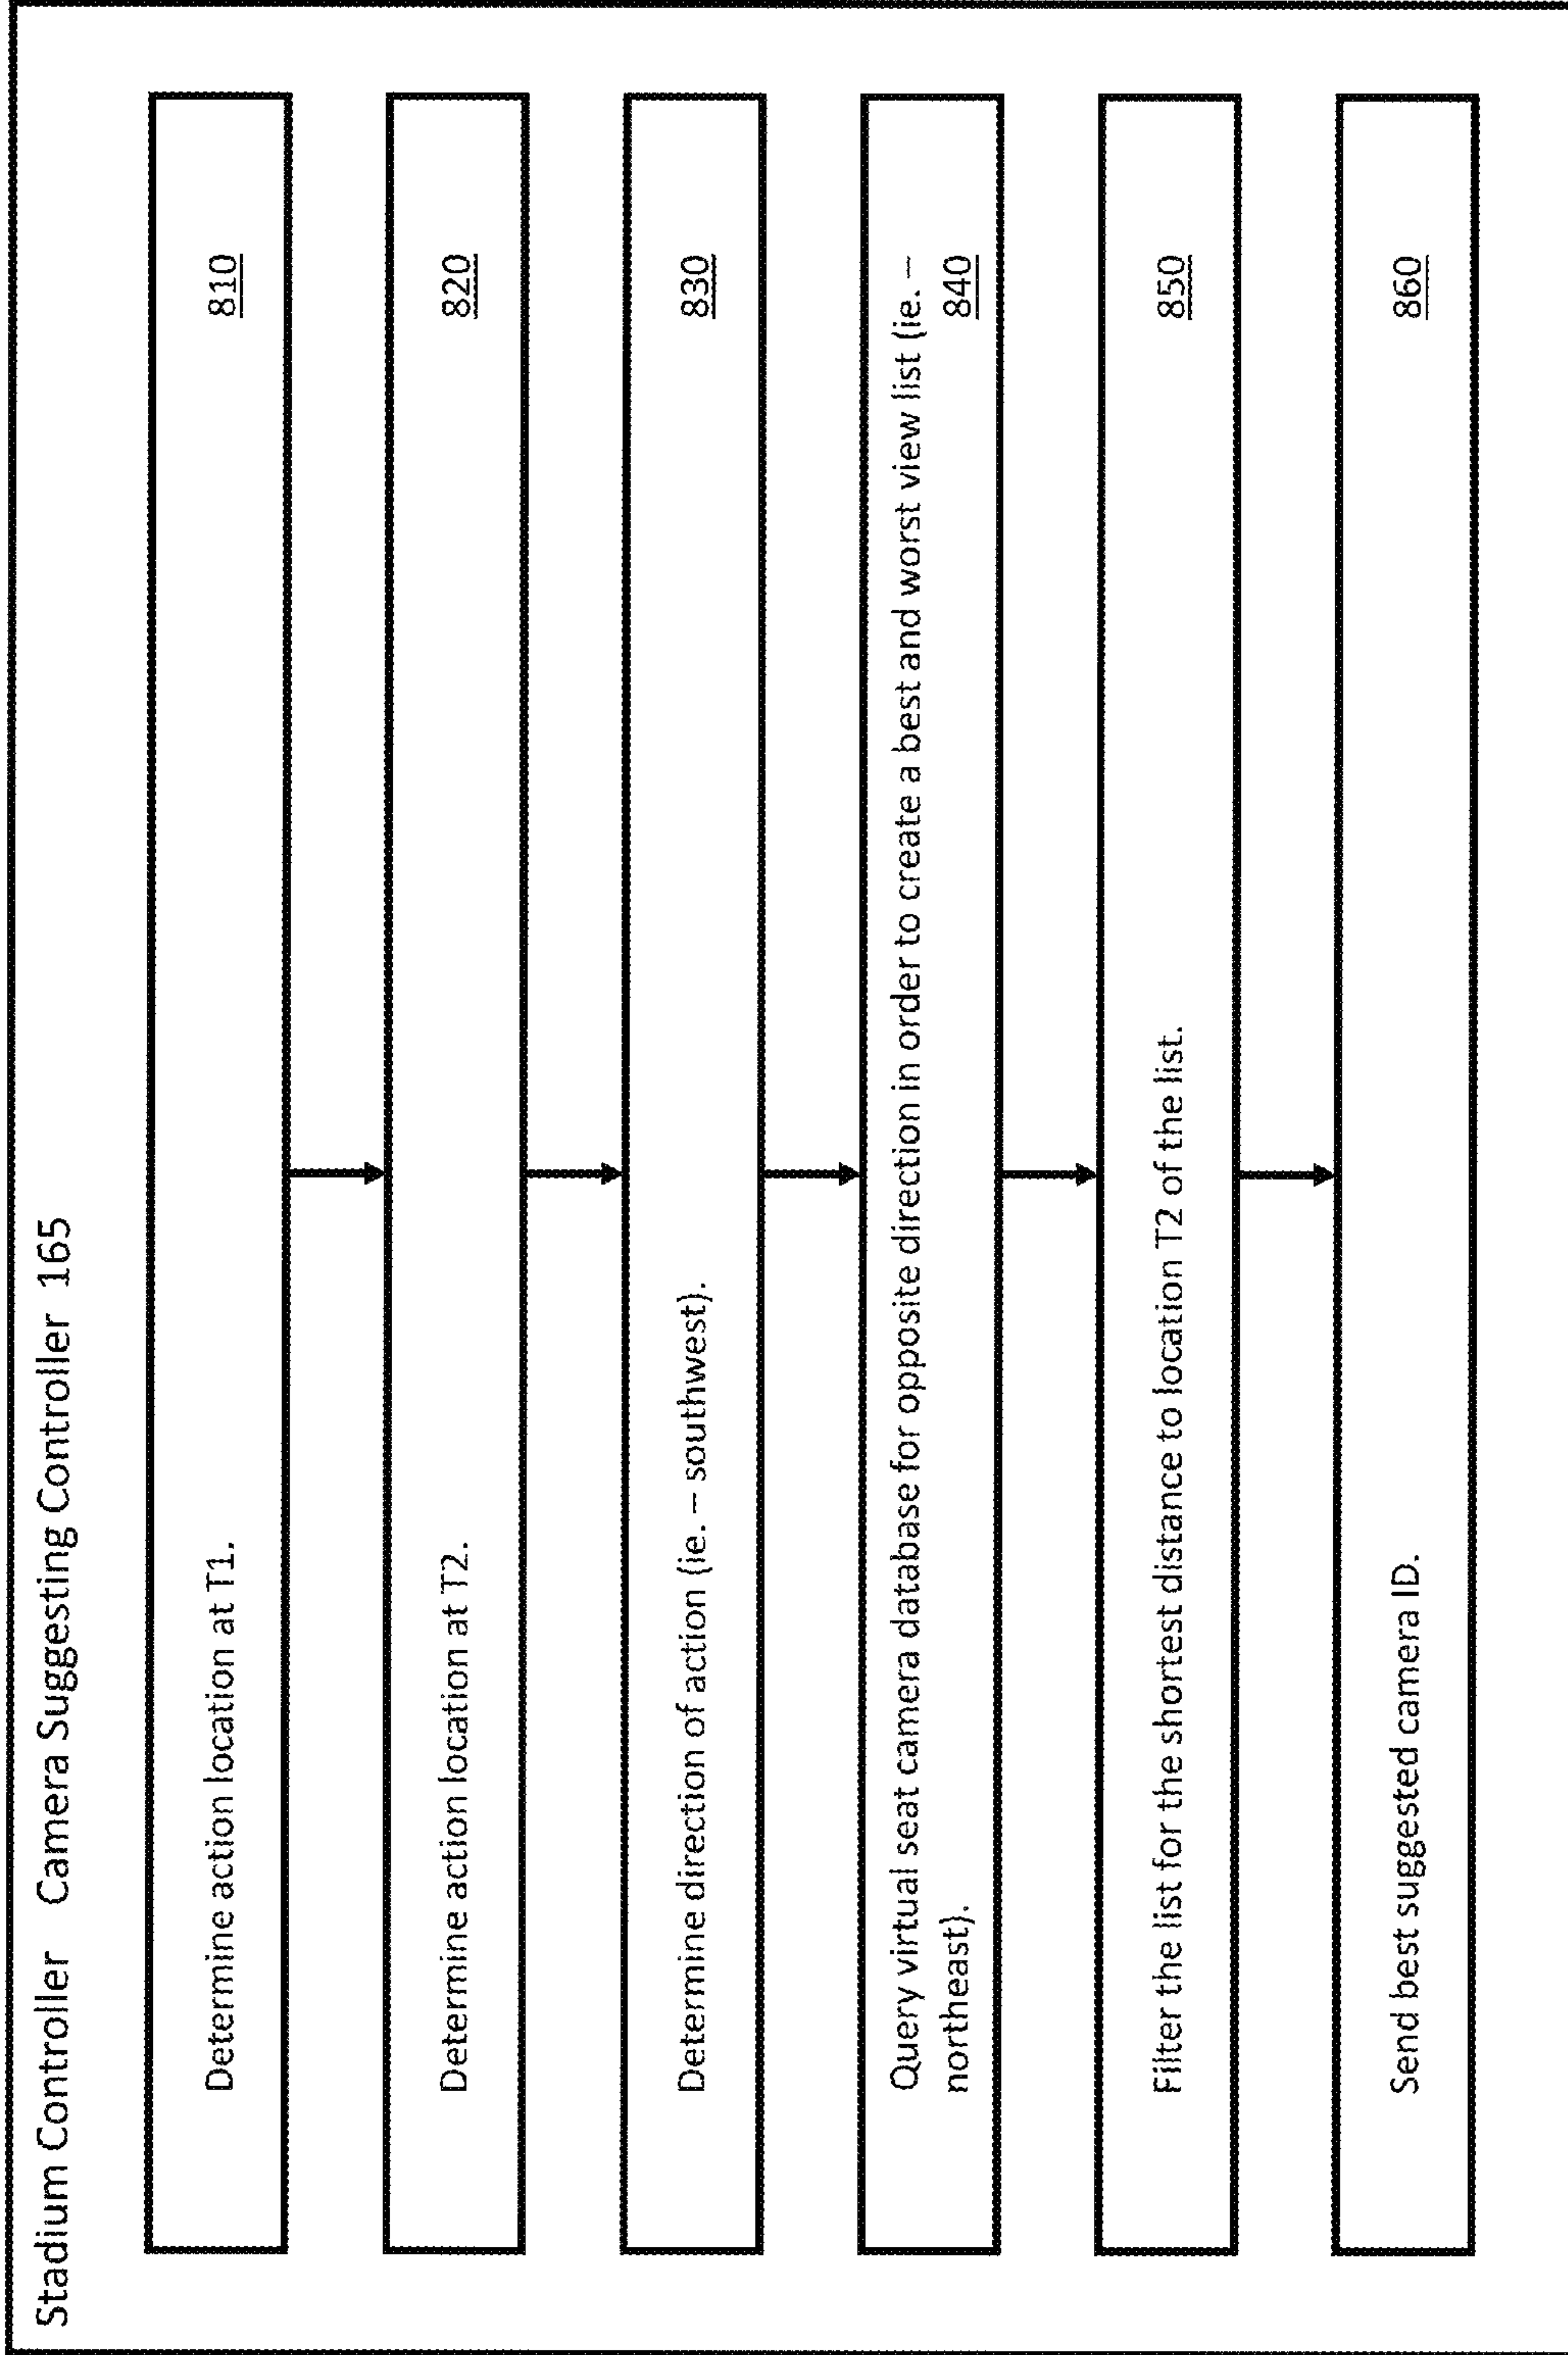 Stadium Controller   Camera Suggesting Controller 165
Determine action location at T1.
810
Determine action location at T2.
820
Determine direction of action (ie. – southwest).
830
Query virtual seat camera database for opposite direction in order to create a best and worst view list (ie. –
northeast).
840
Filter the list for the shortest distance to location T2 of the list.
850
Send best suggested camera ID.
860